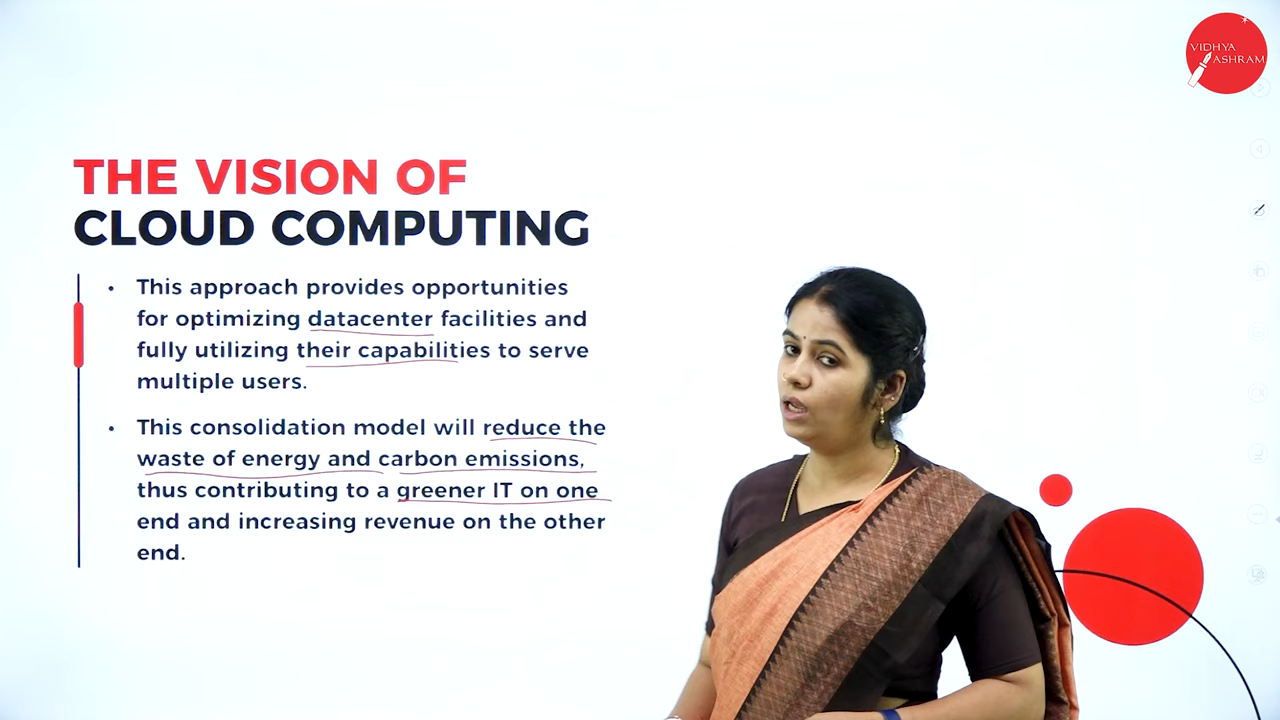 VIDHYA
ASHRAM
THE VISION OF
CLOUD COMPUTING
• This approach provides opportunities
for optimizing datacenter facilities and
fully utilizing their capabilities to serve
multiple users.
• This consolidation model will reduce the
waste of energy and carbon emissions,
thus contributing to a greener IT on one
end and increasing revenue on the other
end.